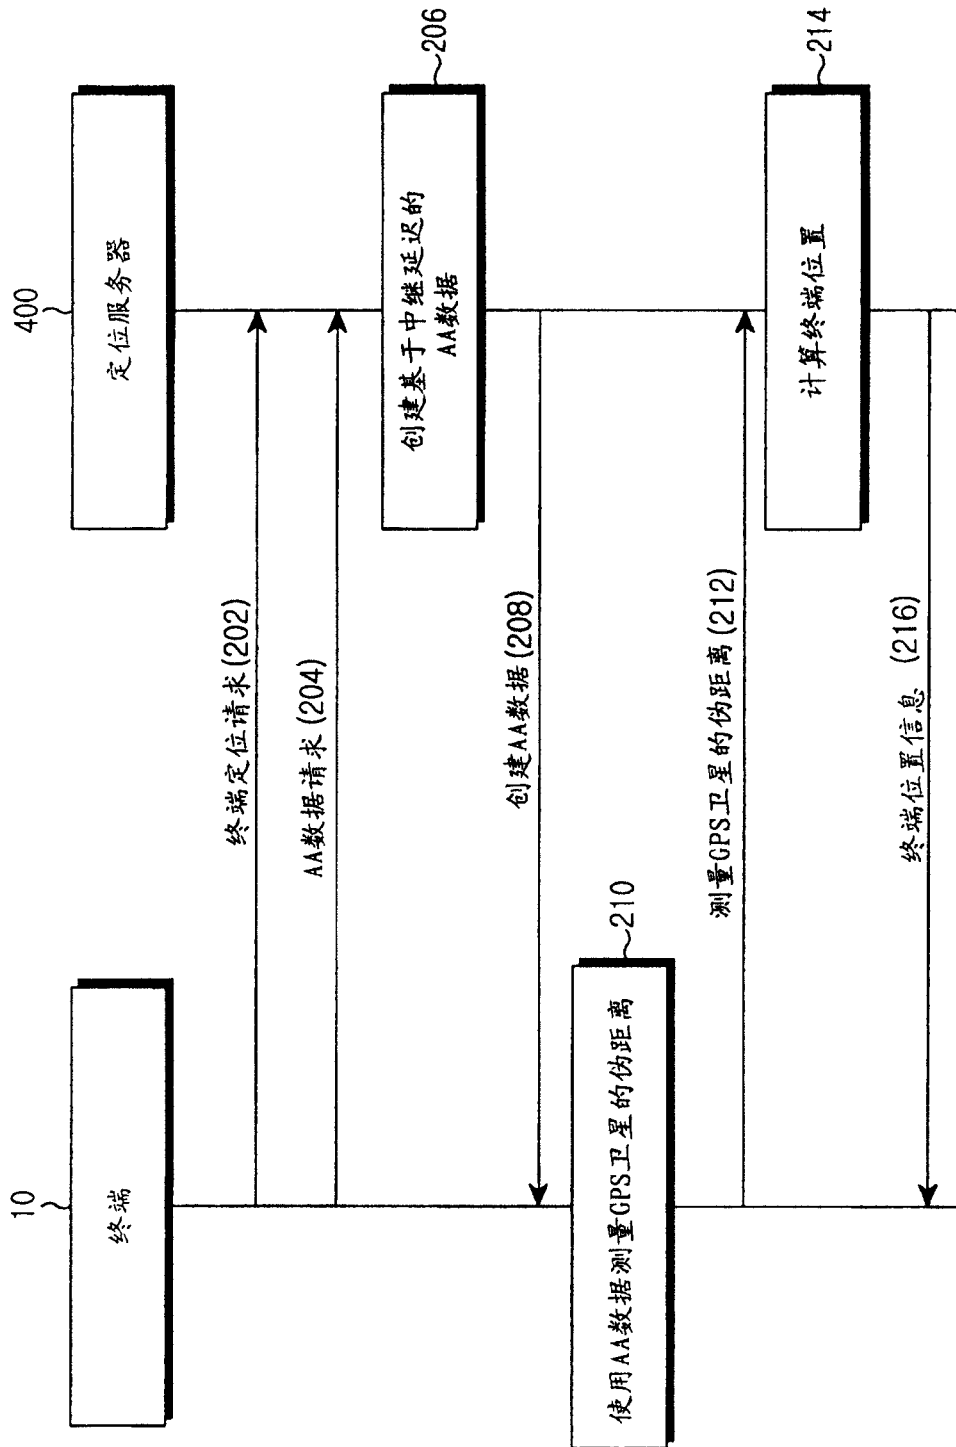 10
终端
400
定位服务器
终端定位请求(202)
AA数据请求(204)
创建基于中继延迟的
AA数据
206
创建AA数据(208)
使用AA数据测量GPS卫星的伪距离
210
测量GPS卫星的伪距离(212)
计算终端位置
214
终端位置信息 (216)